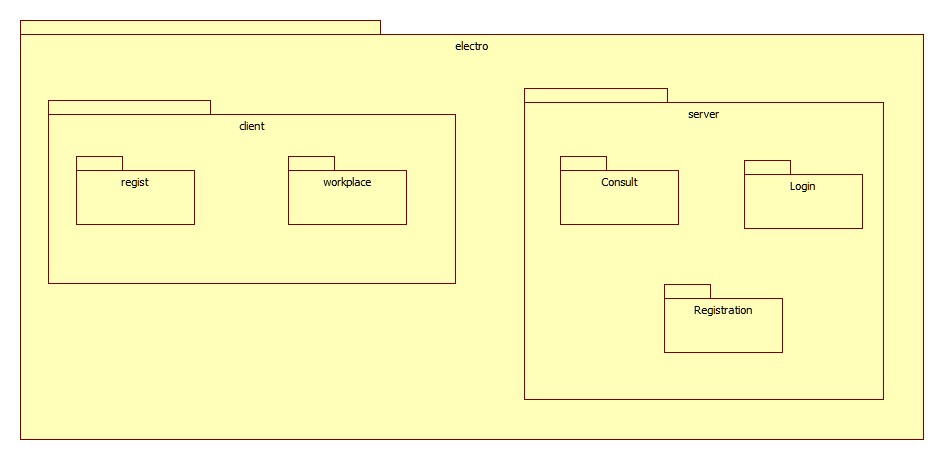 electro
client
server
regist
workplace
Consult
Login
Registration